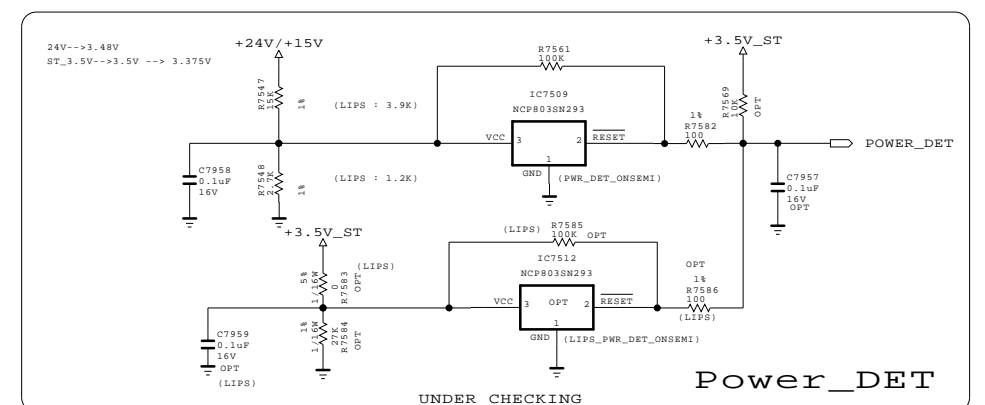 24V-->3.48V
ST_3.5V-->3.5V --> 3.375V
+24V/+15V
R7547
15K
1%
(LIPS : 3.9K)
R7548
2.7K
1%
(LIPS : 1.2K)
C7958
0.1uF
16V
R7561
100K
IC7509
NCP803SN293
VCC
3
2
RESET
1
GND
(PWR_DET_ONSEMI)
1%
R7582
100
+3.5V_ST
R7569
10K
OPT
POWER_DET
C7957
0.1uF
16V
OPT
+3.5V_ST
(LIPS)
5%
1/16W
0
R7583
OPT
1%
1/16W
27K
R7584
OPT
C7959
0.1uF
16V
OPT
(LIPS)
(LIPS)
R7585
100K
OPT
IC7512
NCP803SN293
VCC
3
OPT
2
RESET
1
GND
(LIPS_PWR_DET_ONSEMI)
OPT
1%
R7586
100
(LIPS)
Power_DET
UNDER CHECKING